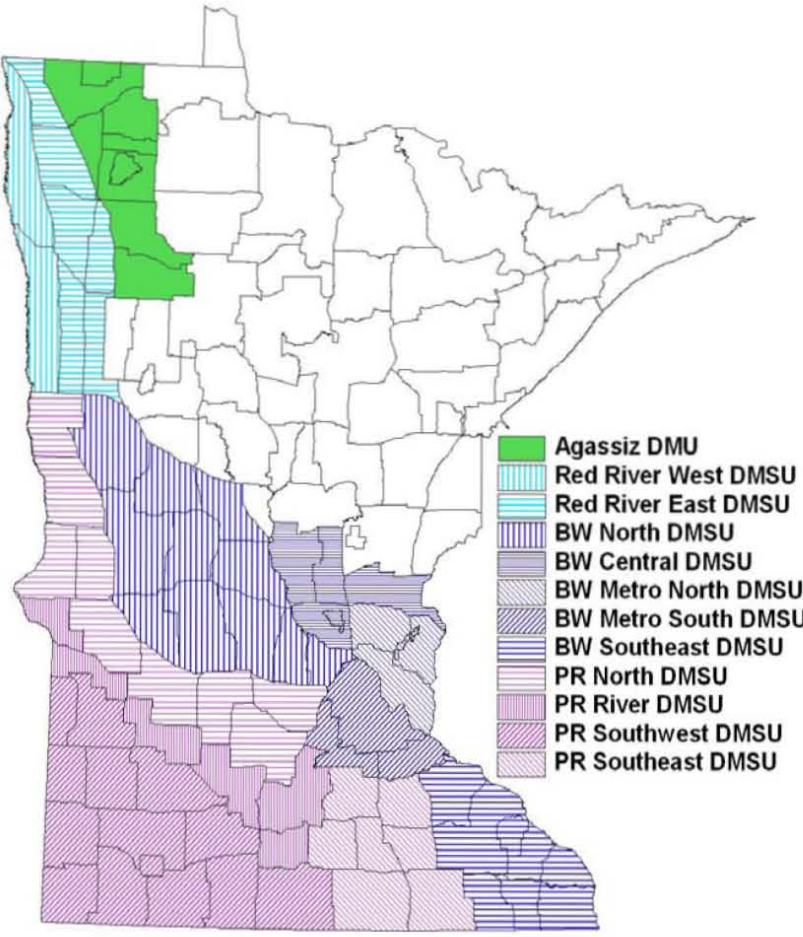 Agassiz DMU
Red River West DMSU
Red River East DMSU
BW North DMSU
BW Central DMSU
BW Metro North DMSU
BW Metro South DMSU
BW Southeast DMSU
PR North DMSU
PR River DMSU
PR Southwest DMSU
PR Southeast DMSU